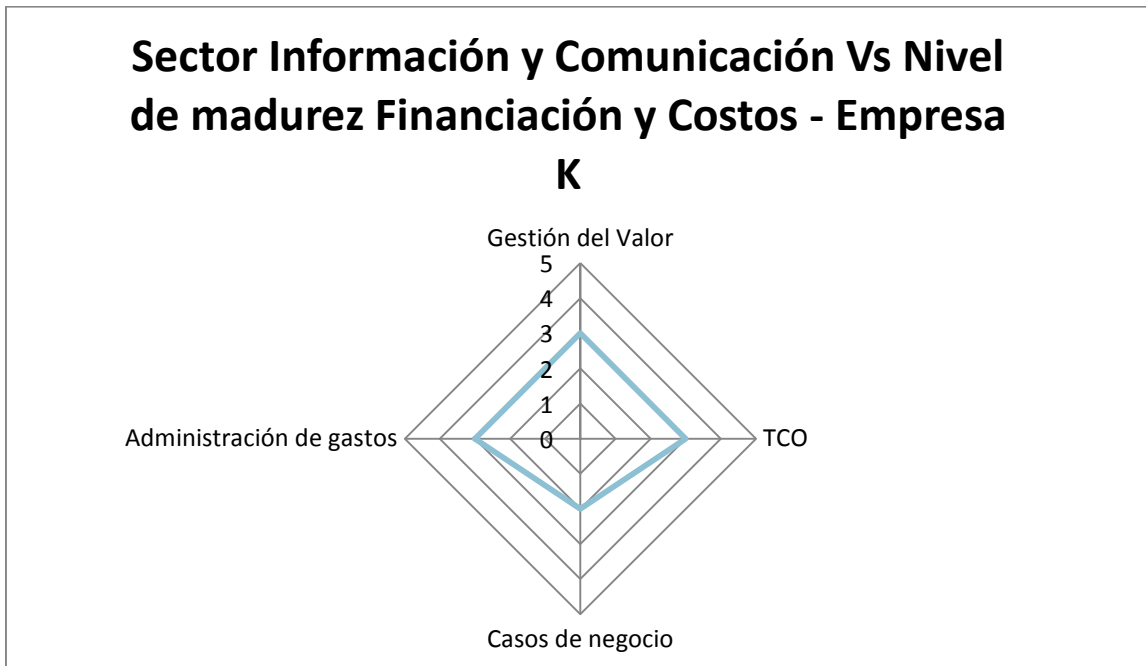 Sector Información y Comunicación Vs Nivel
de madurez Financiación y Costos - Empresa
K
Gestión del Valor
5
4
3
2
1
0
Administración de gastos
TCO
Casos de negocio